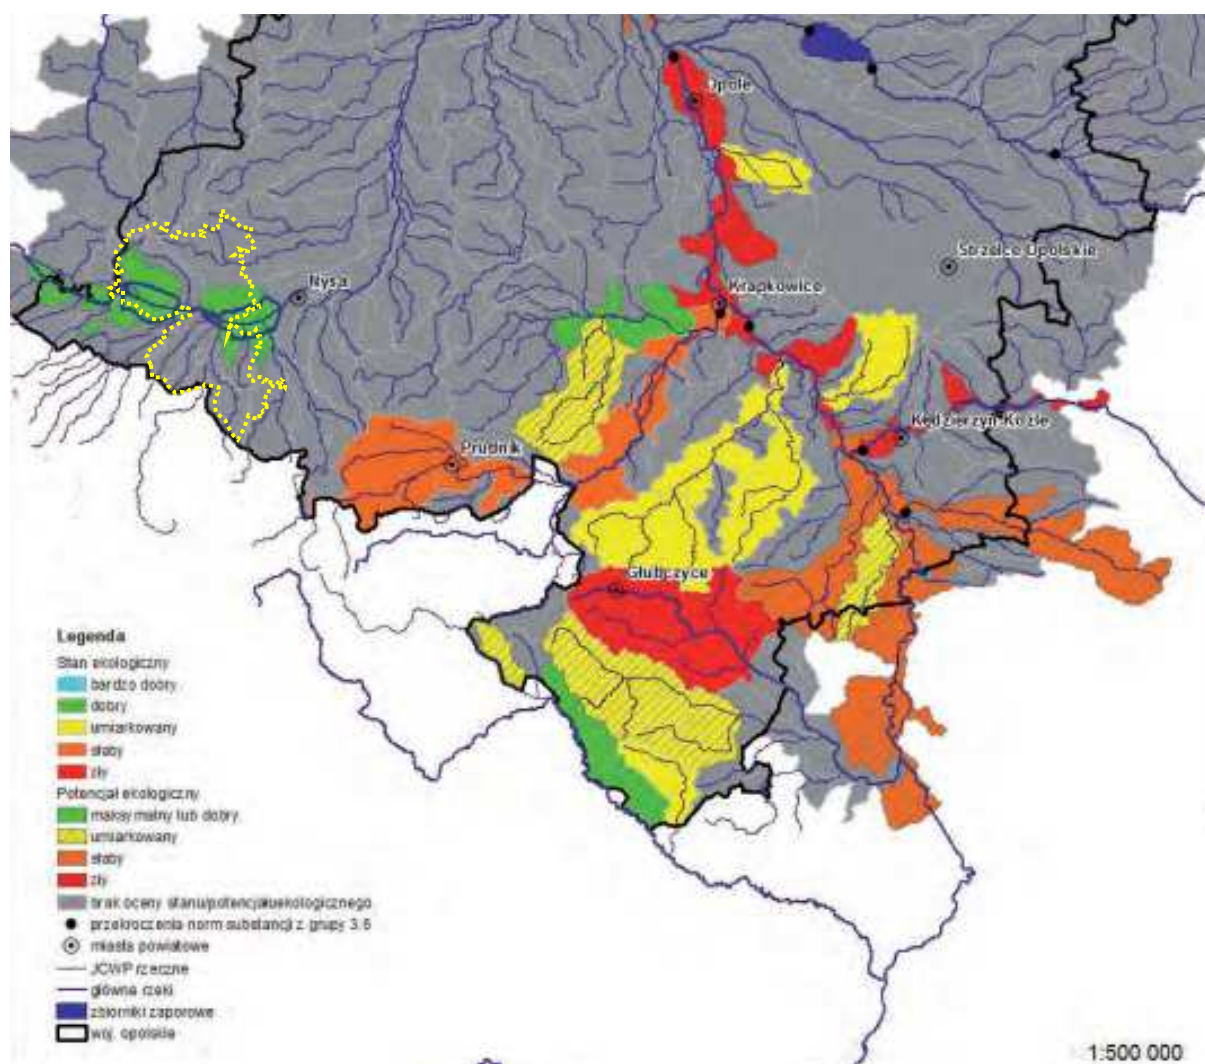 Opole
Strzelce Opolskie
Nysa
Krapkowice
Kędzierzyn-Koźle
Prudnik
Głubczyce
Legenda
Stan ekologiczny
bardzo dobry
dobry
umiarkowany
słaby
zły
Potencjał ekologiczny
maksymalny lub dobry
umiarkowany
słaby
zły
brak oceny stanu/potencjału ekologicznego
przekroczenia norm substancji z grupy 3.6
miasta powiatowe
JCWP rzeczne
główne rzeki
zbiorniki zaporowe
woj. opolskie
1:500 000